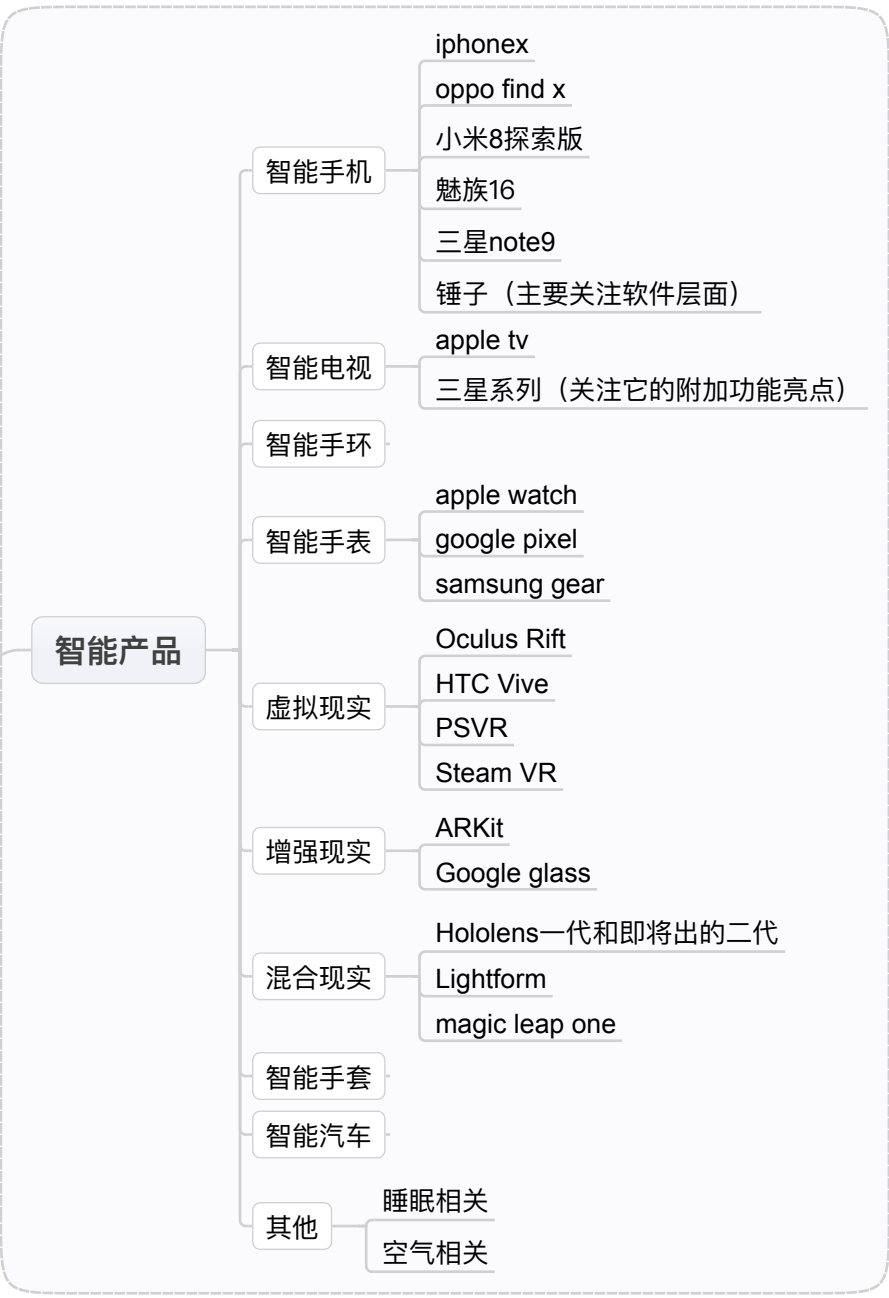 智能产品
智能手机
iphonex
oppo find x
小米8探索版
魅族16
三星note9
锤子（主要关注软件层面）
智能电视
apple tv
三星系列（关注它的附加功能亮点）
智能手环
智能手表
apple watch
google pixel
samsung gear
虚拟现实
Oculus Rift
HTC Vive
PSVR
Steam VR
增强现实
ARKit
Google glass
混合现实
Hololens一代和即将出的二代
Lightform
magic leap one
智能手套
智能汽车
其他
睡眠相关
空气相关